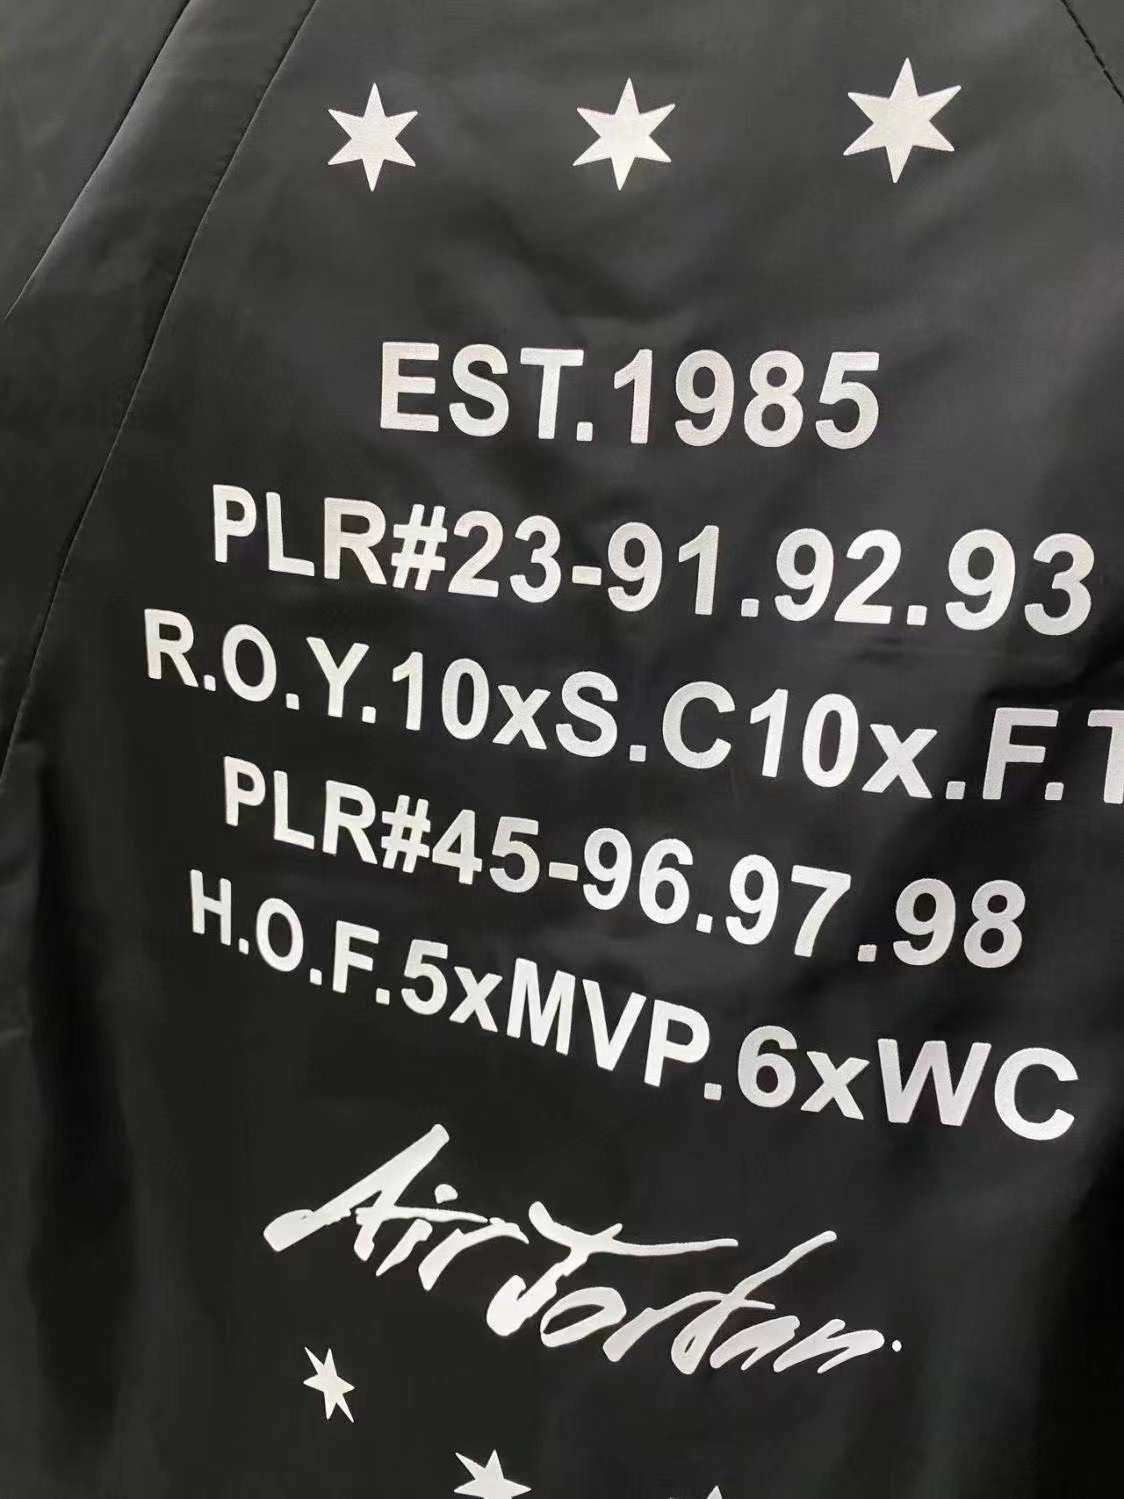 EST.1985
PLR#23-91.92.93
R.O.Y.10xS.C10x.F.T
PLR#45-96.97.98
H.O.F.5xMVP.6xWC
Air Jordan.